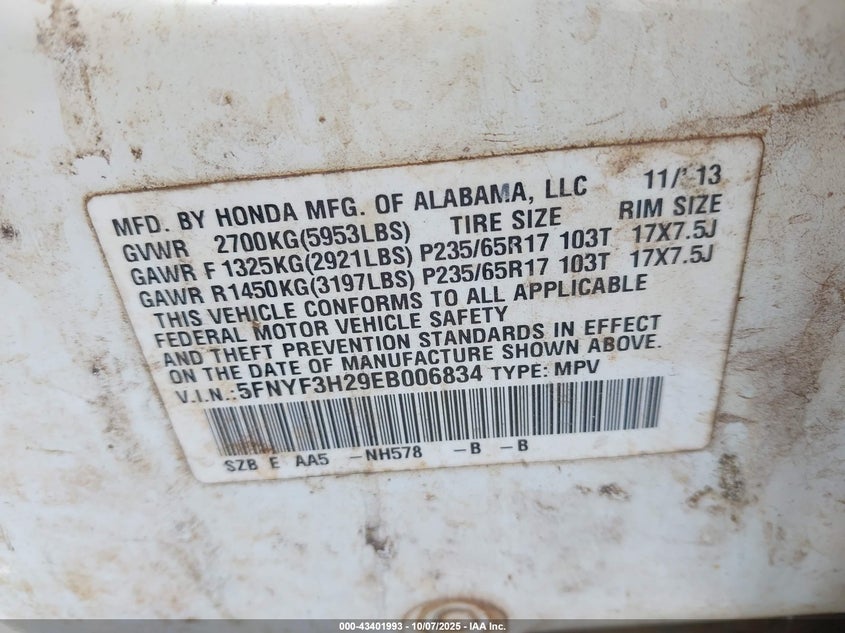 MFD. BY HONDA MFG. OF ALABAMA, LLC 11/'13
GVWR 2700KG(5953LBS) TIRE SIZE RIM SIZE
GAWR F 1325KG(2921LBS) P235/65R17 103T 17X7.5J
GAWR R1450KG(3197LBS) P235/65R17 103T 17X7.5J
THIS VEHICLE CONFORMS TO ALL APPLICABLE
FEDERAL MOTOR VEHICLE SAFETY
AND THEFT PREVENTION STANDARDS IN EFFECT
ON THE DATE OF MANUFACTURE SHOWN ABOVE.
V.I.N.:5FNYF3H29EB006834 TYPE: MPV
SZB E AA5 -NH578 -B -B
000-43401993 - 10/07/2025 - IAA Inc.